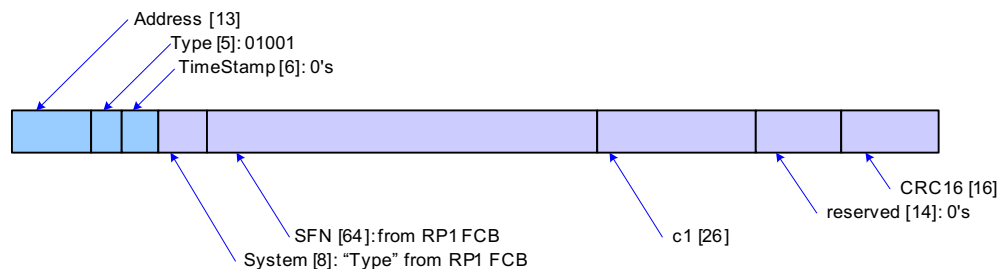 Address [13]
Type [5]: 01001
TimeStamp [6]: 0's
CRC16 [16]
reserved [14]: 0's
SFN [64]: from RP1 FCB
c1 [26]
System [8]: “Type” from RP1 FCB